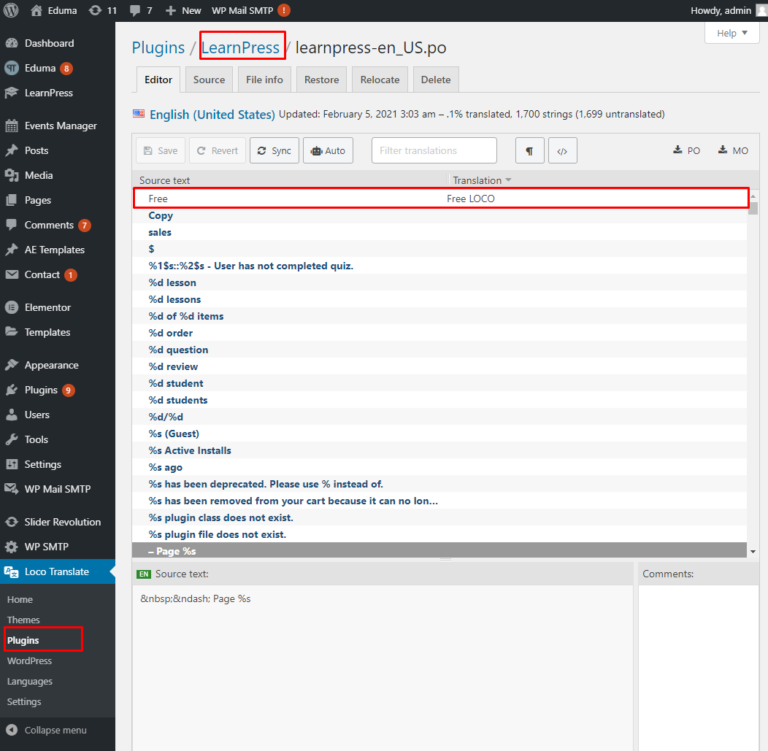 Eduma 11 7 New WP Mail SMTP ! Howdy, admin
Help
Dashboard
Eduma 8
LearnPress
Events Manager
Posts
Media
Pages
Comments 7
AE Templates
Contact 1
Elementor
Templates
Appearance
Plugins 9
Users
Tools
Settings
WP Mail SMTP
Slider Revolution
WP SMTP
Loco Translate
Home
Themes
Plugins
WordPress
Languages
Settings
Collapse menu
Plugins / LearnPress / learnpress-en_US.po
Editor Source File info Restore Relocate Delete
English (United States) Updated: February 5, 2021 3:03 am – .1% translated, 1,700 strings (1,699 untranslated)
Save Revert Sync Auto Filter translations ¶ </> PO MO
Source text Translation
Free Free LOCO
Copy
sales
$
%1$s::%2$s - User has not completed quiz.
%d lesson
%d lessons
%d of %d items
%d order
%d question
%d review
%d student
%d students
%d/%d
%s (Guest)
%s Active Installs
%s ago
%s has been deprecated. Please use % instead of.
%s has been removed from your cart because it can no lon...
%s plugin class does not exist.
%s plugin file does not exist.
– Page %s
EN Source text: Comments:
&nbsp;&ndash; Page %s